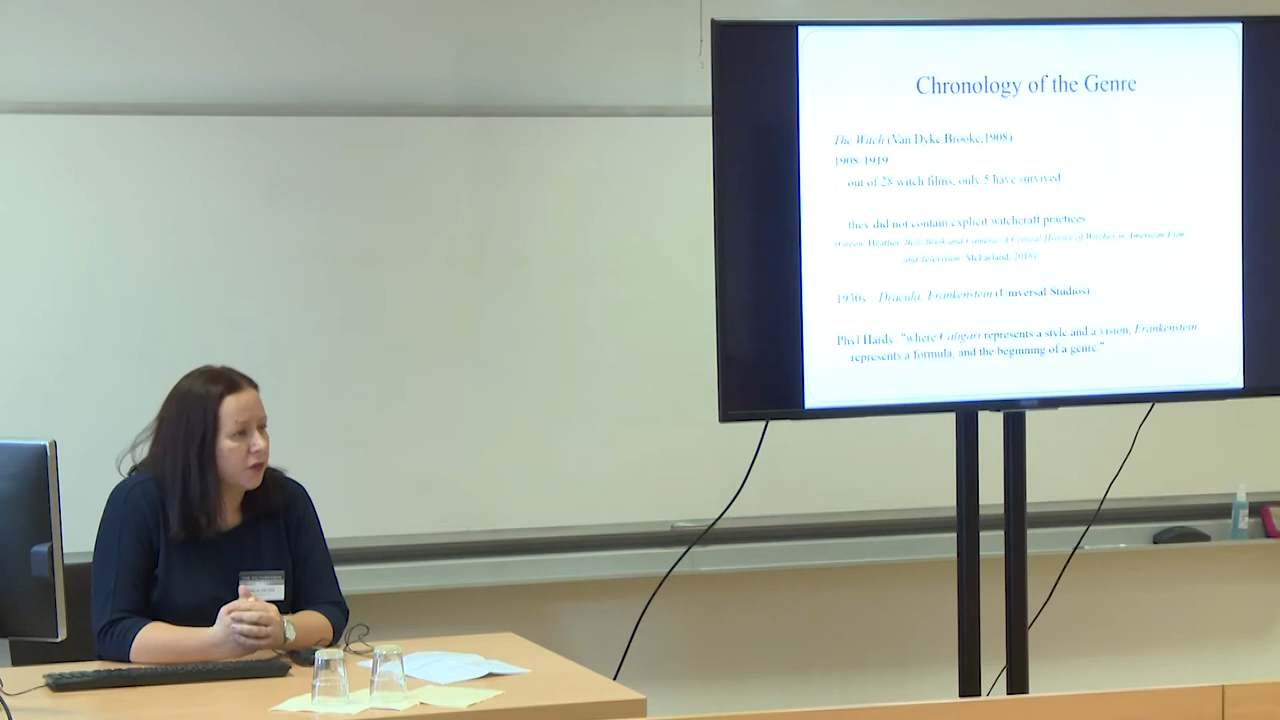 Chronology of the Genre
The Witch (Van Dyke Brooke,1908)
1908-1919
- out of 28 witch films, only 5 have survived
they did not contain explicit witchcraft practices
(Green, Heather. Bell, Book and Camera: A Critical History of Witches in American Film
and Television. McFarland, 2018)
1930s – Dracula, Frankenstein (Universal Studios)
Phyl Hardy: "where Caligari represents a style and a vision, Frankenstein
represents a formula, and the beginning of a genre."